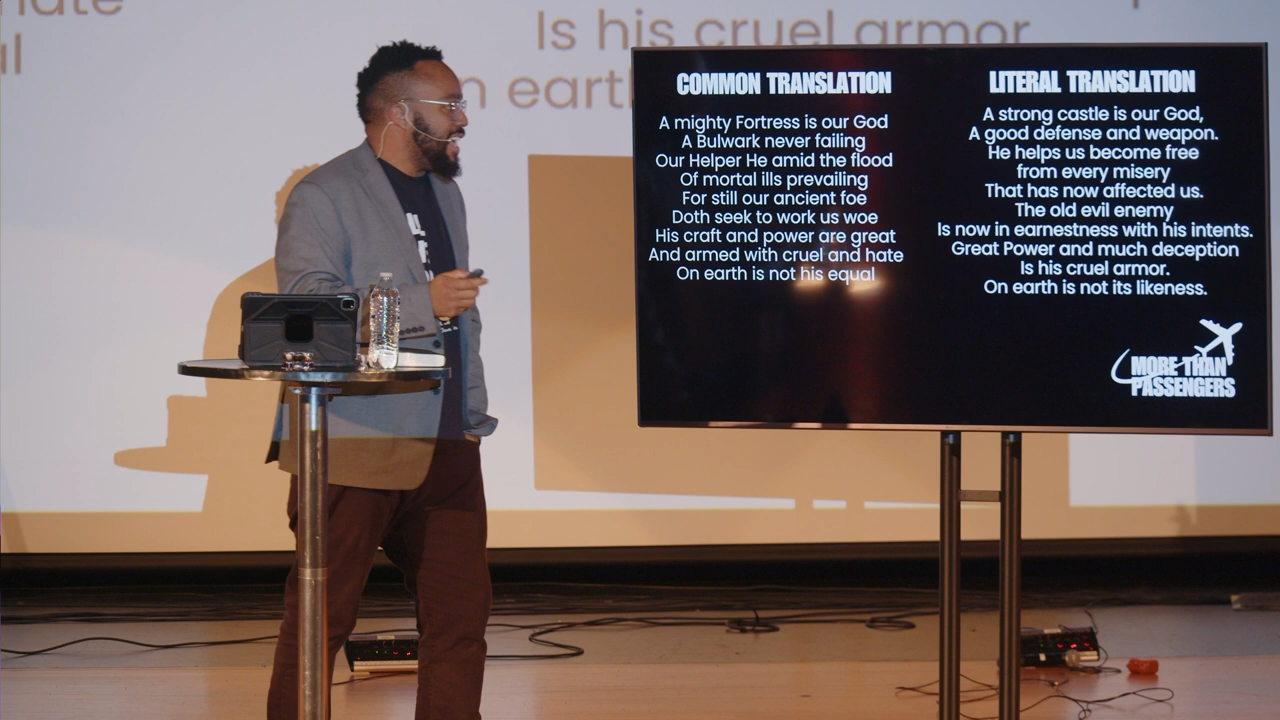 Is his cruel armor
n earth
COMMON TRANSLATION
A mighty Fortress is our God
A Bulwark never failing
Our Helper He amid the flood
Of mortal ills prevailing
For still our ancient foe
Doth seek to work us woe
His craft and power are great
And armed with cruel and hate
On earth is not his equal
LITERAL TRANSLATION
A strong castle is our God,
A good defense and weapon.
He helps us become free
from every misery
That has now affected us.
The old evil enemy
Is now in earnestness with his intents.
Great Power and much deception
Is his cruel armor.
On earth is not its likeness.
MORE THAN
PASSENGERS